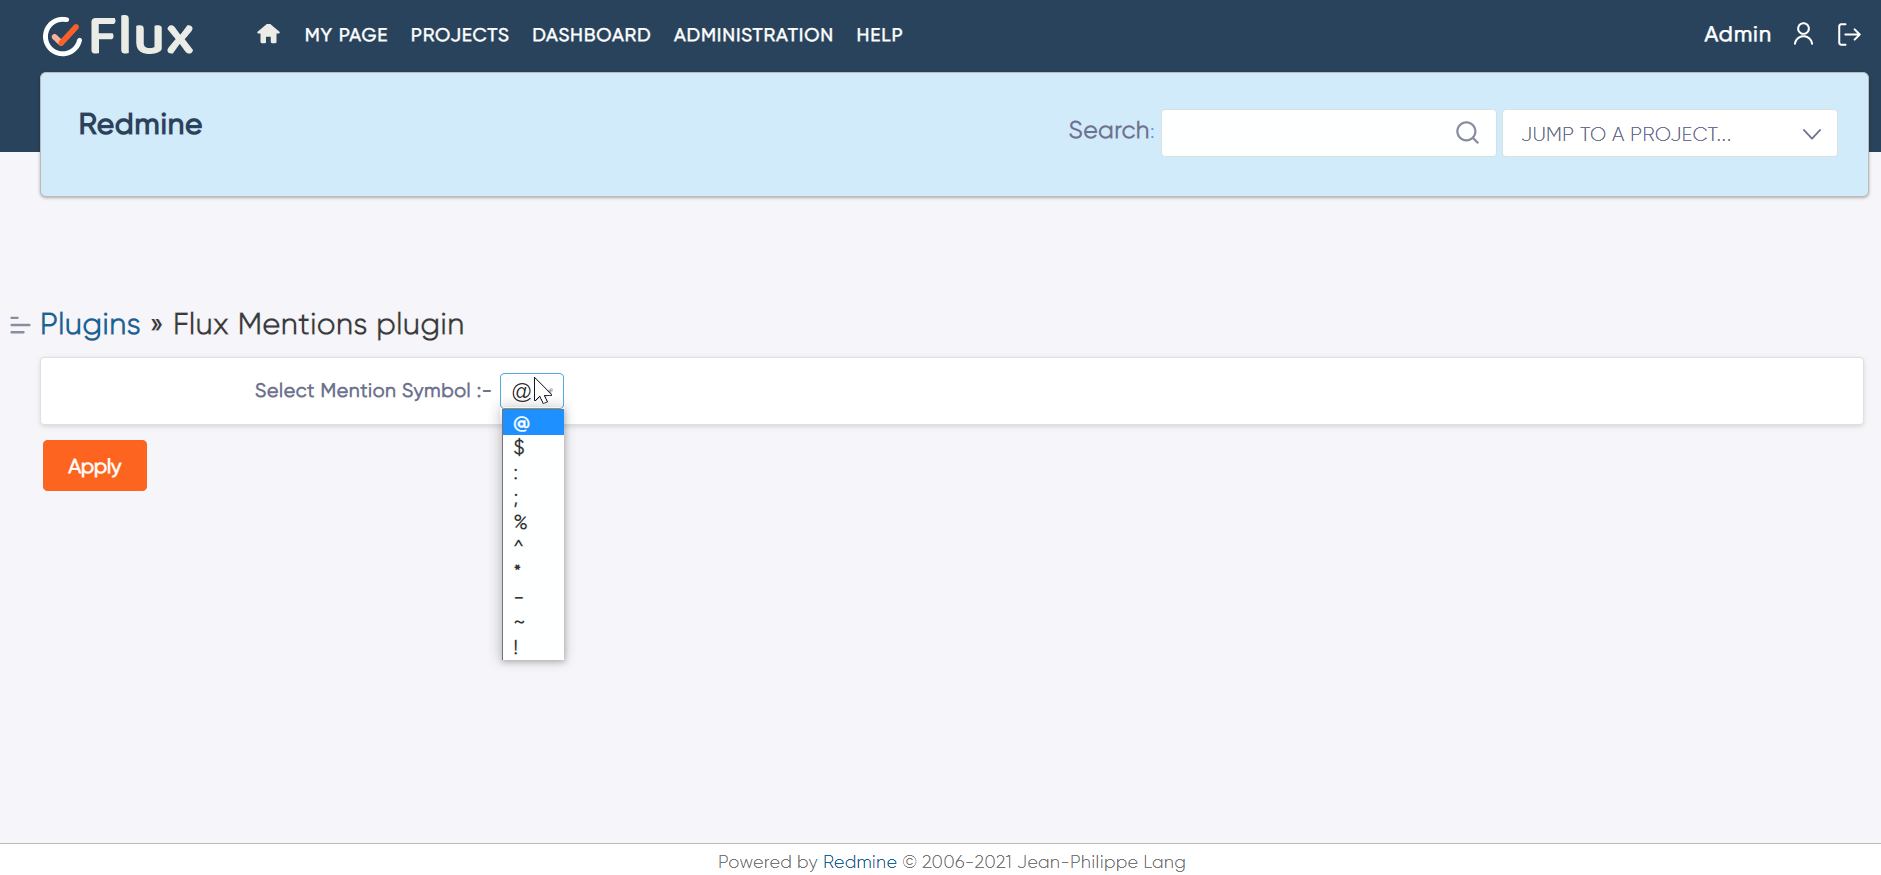 Flux MY PAGE PROJECTS DASHBOARD ADMINISTRATION HELP Admin
Redmine Search: JUMP TO A PROJECT...
Plugins » Flux Mentions plugin
Select Mention Symbol :- @
@
$
:
;
%
^
*
-
~
!
Apply
Powered by Redmine © 2006-2021 Jean-Philippe Lang